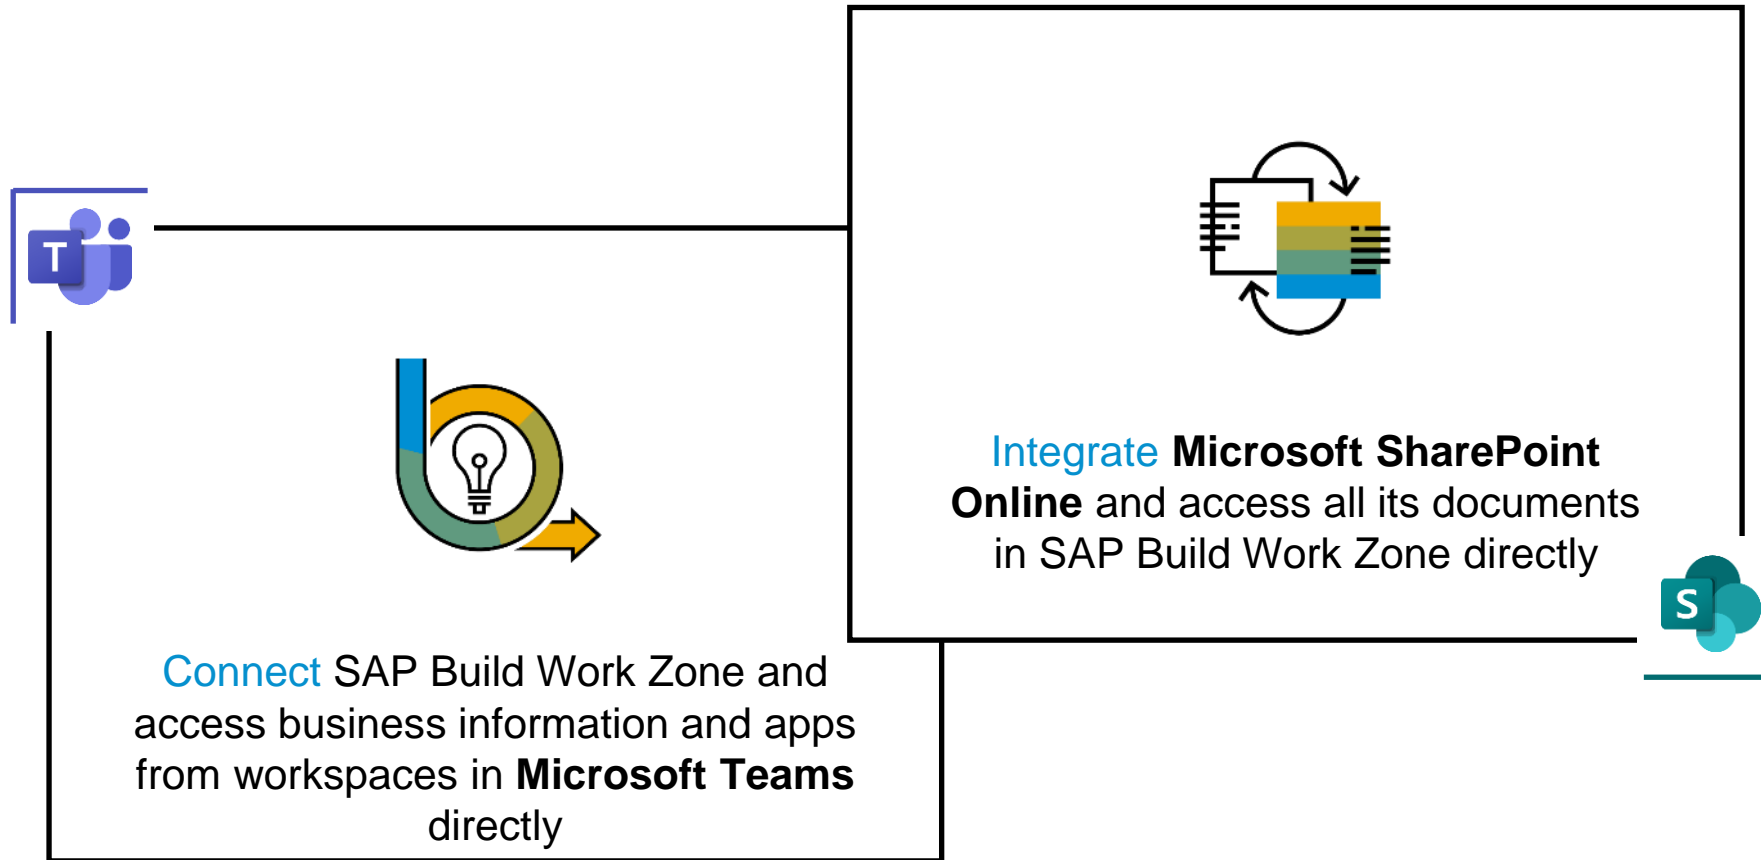 T
Connect SAP Build Work Zone and
access business information and apps
from workspaces in Microsoft Teams
directly
Integrate Microsoft SharePoint
Online and access all its documents
in SAP Build Work Zone directly
S